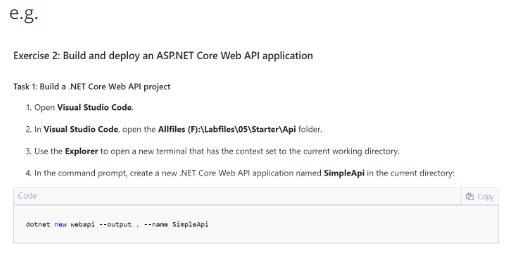 e.g.
Exercise 2: Build and deploy an ASP.NET Core Web API application
Task 1: Build a .NET Core Web API project
1. Open Visual Studio Code.
2. In Visual Studio Code, open the Allfiles (F):\Labfiles\05\Starter\Api folder.
3. Use the Explorer to open a new terminal that has the context set to the current working directory.
4. In the command prompt, create a new .NET Core Web API application named SimpleApi in the current directory:
Code Copy
dotnet new webapi --output . --name SimpleApi